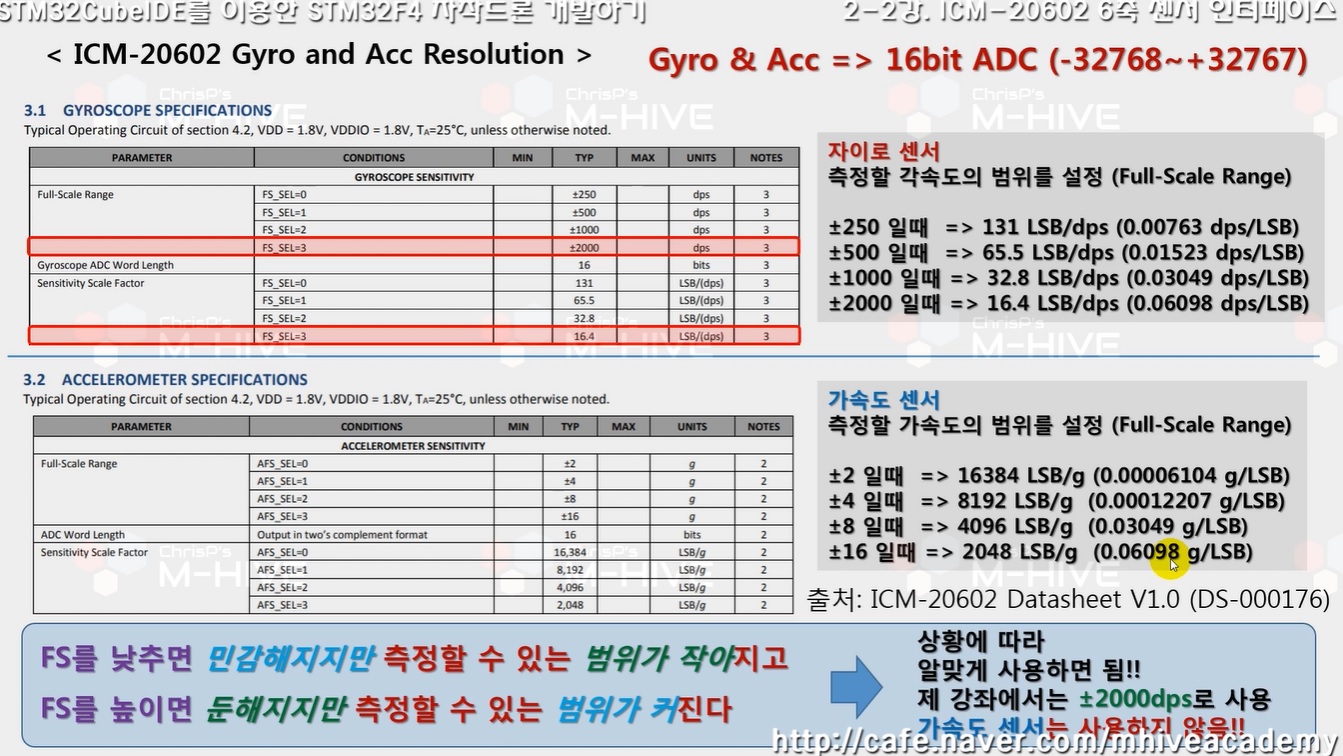 STM32CubeIDE를 이용한 STM32F4 자작드론 개발하기
2-2강. ICM-20602 6축 센서 인터페이스
< ICM-20602 Gyro and Acc Resolution >
Gyro & Acc => 16bit ADC (-32768~+32767)
3.1 GYROSCOPE SPECIFICATIONS
Typical Operating Circuit of section 4.2, VDD = 1.8V, VDDIO = 1.8V, TA=25°C, unless otherwise noted.
PARAMETER CONDITIONS MIN TYP MAX UNITS NOTES
GYROSCOPE SENSITIVITY
Full-Scale Range FS_SEL=0 ±250 dps 3
FS_SEL=1 ±500 dps 3
FS_SEL=2 ±1000 dps 3
FS_SEL=3 ±2000 dps 3
Gyroscope ADC Word Length 16 bits 3
Sensitivity Scale Factor FS_SEL=0 131 LSB/(dps) 3
FS_SEL=1 65.5 LSB/(dps) 3
FS_SEL=2 32.8 LSB/(dps) 3
FS_SEL=3 16.4 LSB/(dps) 3
자이로 센서
측정할 각속도의 범위를 설정 (Full-Scale Range)
±250 일때 => 131 LSB/dps (0.00763 dps/LSB)
±500 일때 => 65.5 LSB/dps (0.01523 dps/LSB)
±1000 일때 => 32.8 LSB/dps (0.03049 dps/LSB)
±2000 일때 => 16.4 LSB/dps (0.06098 dps/LSB)
3.2 ACCELEROMETER SPECIFICATIONS
Typical Operating Circuit of section 4.2, VDD = 1.8V, VDDIO = 1.8V, TA=25°C, unless otherwise noted.
PARAMETER CONDITIONS MIN TYP MAX UNITS NOTES
ACCELEROMETER SENSITIVITY
Full-Scale Range AFS_SEL=0 ±2 g 2
AFS_SEL=1 ±4 g 2
AFS_SEL=2 ±8 g 2
AFS_SEL=3 ±16 g 2
ADC Word Length Output in two's complement format 16 bits 2
Sensitivity Scale Factor AFS_SEL=0 16,384 LSB/g 2
AFS_SEL=1 8,192 LSB/g 2
AFS_SEL=2 4,096 LSB/g 2
AFS_SEL=3 2,048 LSB/g 2
가속도 센서
측정할 가속도의 범위를 설정 (Full-Scale Range)
±2 일때 => 16384 LSB/g (0.00006104 g/LSB)
±4 일때 => 8192 LSB/g (0.00012207 g/LSB)
±8 일때 => 4096 LSB/g (0.03049 g/LSB)
±16 일때 => 2048 LSB/g (0.06098 g/LSB)
출처: ICM-20602 Datasheet V1.0 (DS-000176)
FS를 낮추면 민감해지지만 측정할 수 있는 범위가 작아지고
FS를 높이면 둔해지지만 측정할 수 있는 범위가 커진다
상황에 따라
알맞게 사용하면 됨!!
제 강좌에서는 ±2000dps로 사용
가속도 센서는 사용하지 않음!!
http://cafe.naver.com/mhiveacademy
ChrisP's
M-HIVE
ChrisP's
M-HIVE
ChrisP's
M-HIVE
ChrisP's
M-HIVE
ChrisP's
M-HIVE
ChrisP's
M-HIVE
ChrisP's
M-HIVE